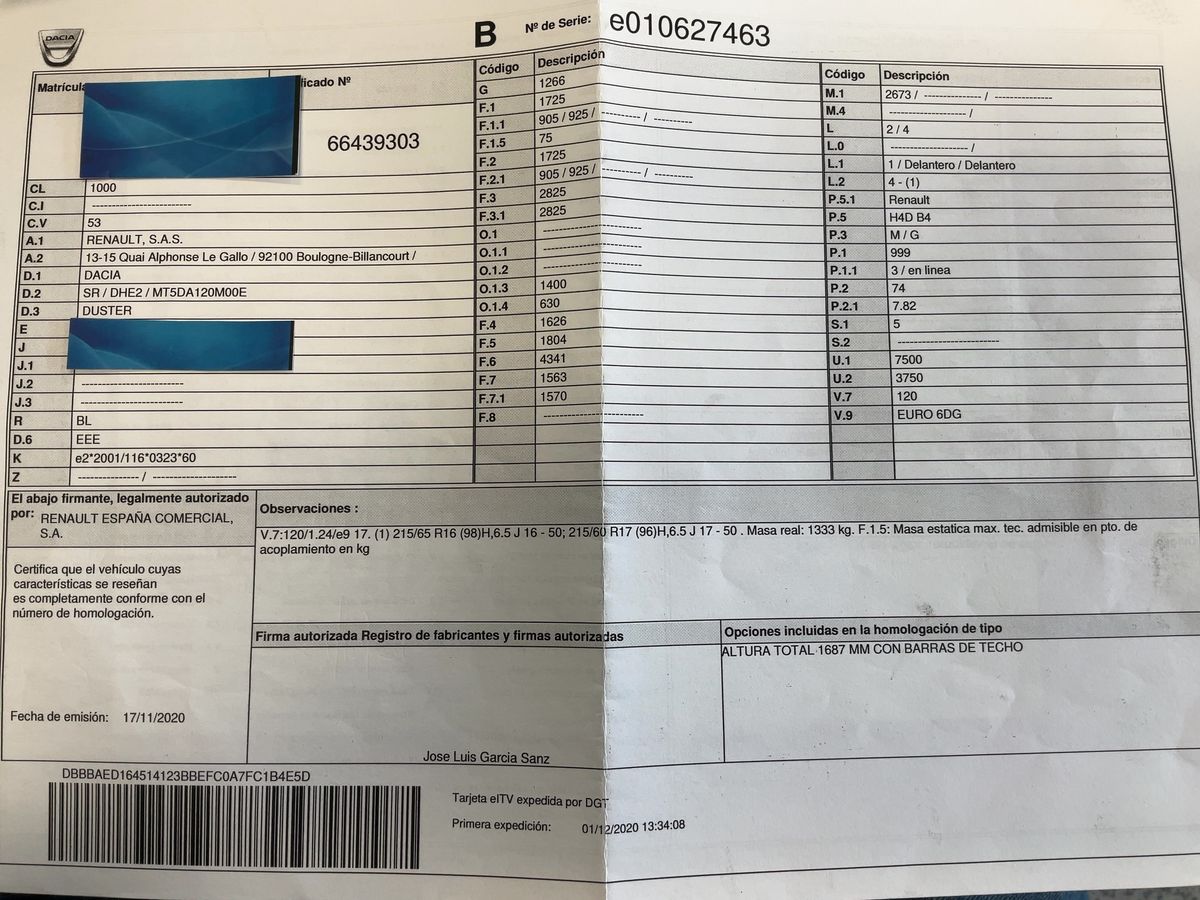 DACIA
B Nº de Serie: e010627463
Matrícula
ficado Nº
66439303
CL 1000
C.I -------------------------
C.V 53
A.1 RENAULT, S.A.S.
A.2 13-15 Quai Alphonse Le Gallo / 92100 Boulogne-Billancourt /
D.1 DACIA
D.2 SR / DHE2 / MT5DA120M00E
D.3 DUSTER
E
J
J.1
J.2 -------------------------
J.3 -------------------------
R BL
D.6 EEE
K e2*2001/116*0323*60
Z --------------- / ---------------------
Código Descripción
G 1266
F.1 1725
F.1.1 905 / 925 / ---------- / ----------
F.1.5 75
F.2 1725
F.2.1 905 / 925 / ---------- / ----------
F.3 2825
F.3.1 2825
O.1 -------------------------
O.1.1 -------------------------
O.1.2 -------------------------
O.1.3 1400
O.1.4 630
F.4 1626
F.5 1804
F.6 4341
F.7 1563
F.7.1 1570
F.8 -------------------------
Código Descripción
M.1 2673 / --------------- / ---------------
M.4 -------------------- /
L 2 / 4
L.0 -------------------- /
L.1 1 / Delantero / Delantero
L.2 4 - (1)
P.5.1 Renault
P.5 H4D B4
P.3 M / G
P.1 999
P.1.1 3 / en linea
P.2 74
P.2.1 7.82
S.1 5
S.2 -------------------------
U.1 7500
U.2 3750
V.7 120
V.9 EURO 6DG
El abajo firmante, legalmente autorizado
por: RENAULT ESPAÑA COMERCIAL,
S.A.
Certifica que el vehículo cuyas
características se reseñan
es completamente conforme con el
número de homologación.
Fecha de emisión: 17/11/2020
Observaciones :
V.7:120/1.24/e9 17. (1) 215/65 R16 (98)H,6.5 J 16 - 50; 215/60 R17 (96)H,6.5 J 17 - 50 . Masa real: 1333 kg. F.1.5: Masa estatica max. tec. admisible en pto. de
acoplamiento en kg
Firma autorizada Registro de fabricantes y firmas autorizadas
Jose Luis Garcia Sanz
Opciones incluidas en la homologación de tipo
ALTURA TOTAL 1687 MM CON BARRAS DE TECHO
DBBBAED164514123BBEFC0A7FC1B4E5D
Tarjeta eITV expedida por DGT
Primera expedición: 01/12/2020 13:34:08